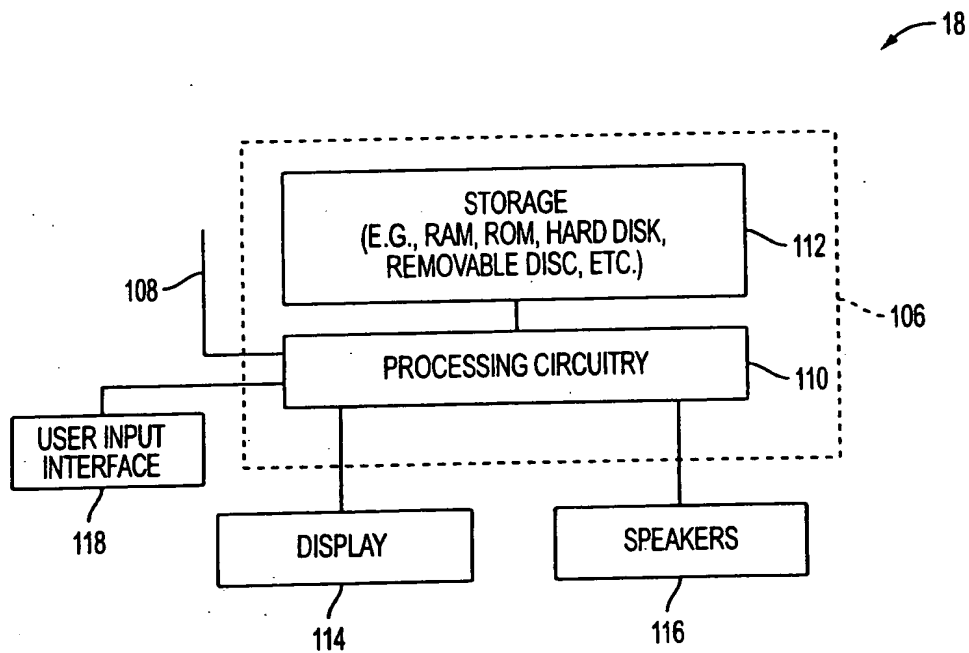 18
STORAGE
(E.G., RAM, ROM, HARD DISK,
REMOVABLE DISC, ETC.)
112
108
106
PROCESSING CIRCUITRY
110
USER INPUT
INTERFACE
118
DISPLAY
SPEAKERS
114
116